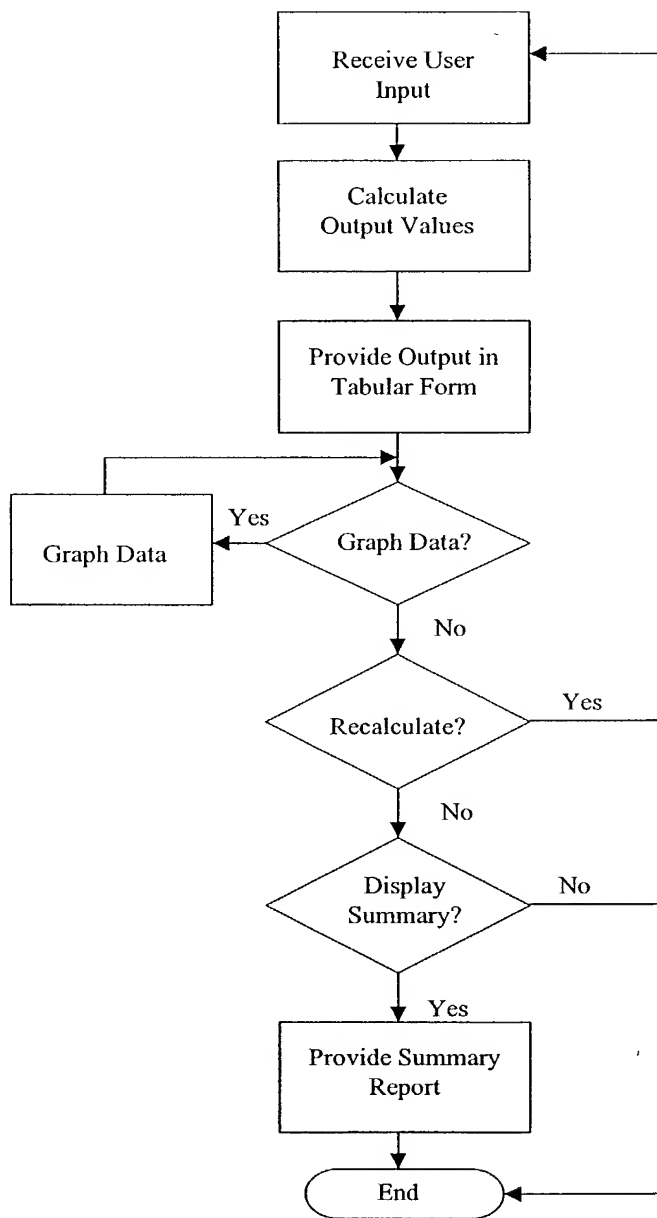 Receive User
Input
Calculate
Output Values
Provide Output in
Tabular Form
Yes
Graph Data
Graph Data?
No
Recalculate?
Yes
No
Display
Summary?
No
Yes
Provide Summary
Report
End